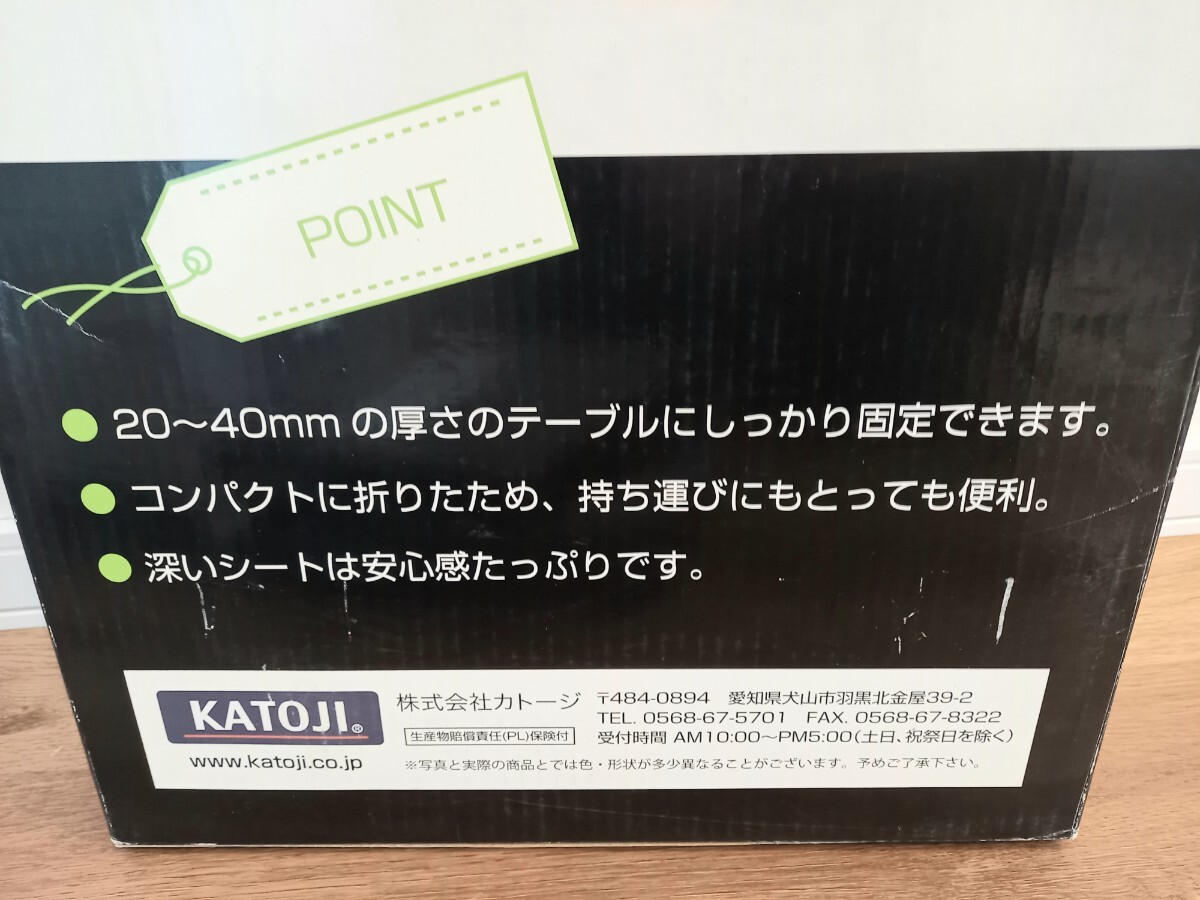 POINT
●20～40mmの厚さのテーブルにしっかり固定できます。
●コンパクトに折りたため、持ち運びにもとっても便利。
●深いシートは安心感たっぷりです。
KATOJI®
www.katoji.co.jp
株式会社カトージ
生産物賠償責任(PL)保険付
〒484-0894 愛知県犬山市羽黒北金屋39-2
TEL. 0568-67-5701 FAX. 0568-67-8322
受付時間 AM10:00～PM5:00(土日、祝祭日を除く)
※写真と実際の商品とでは色・形状が多少異なることがございます。予めご了承下さい。